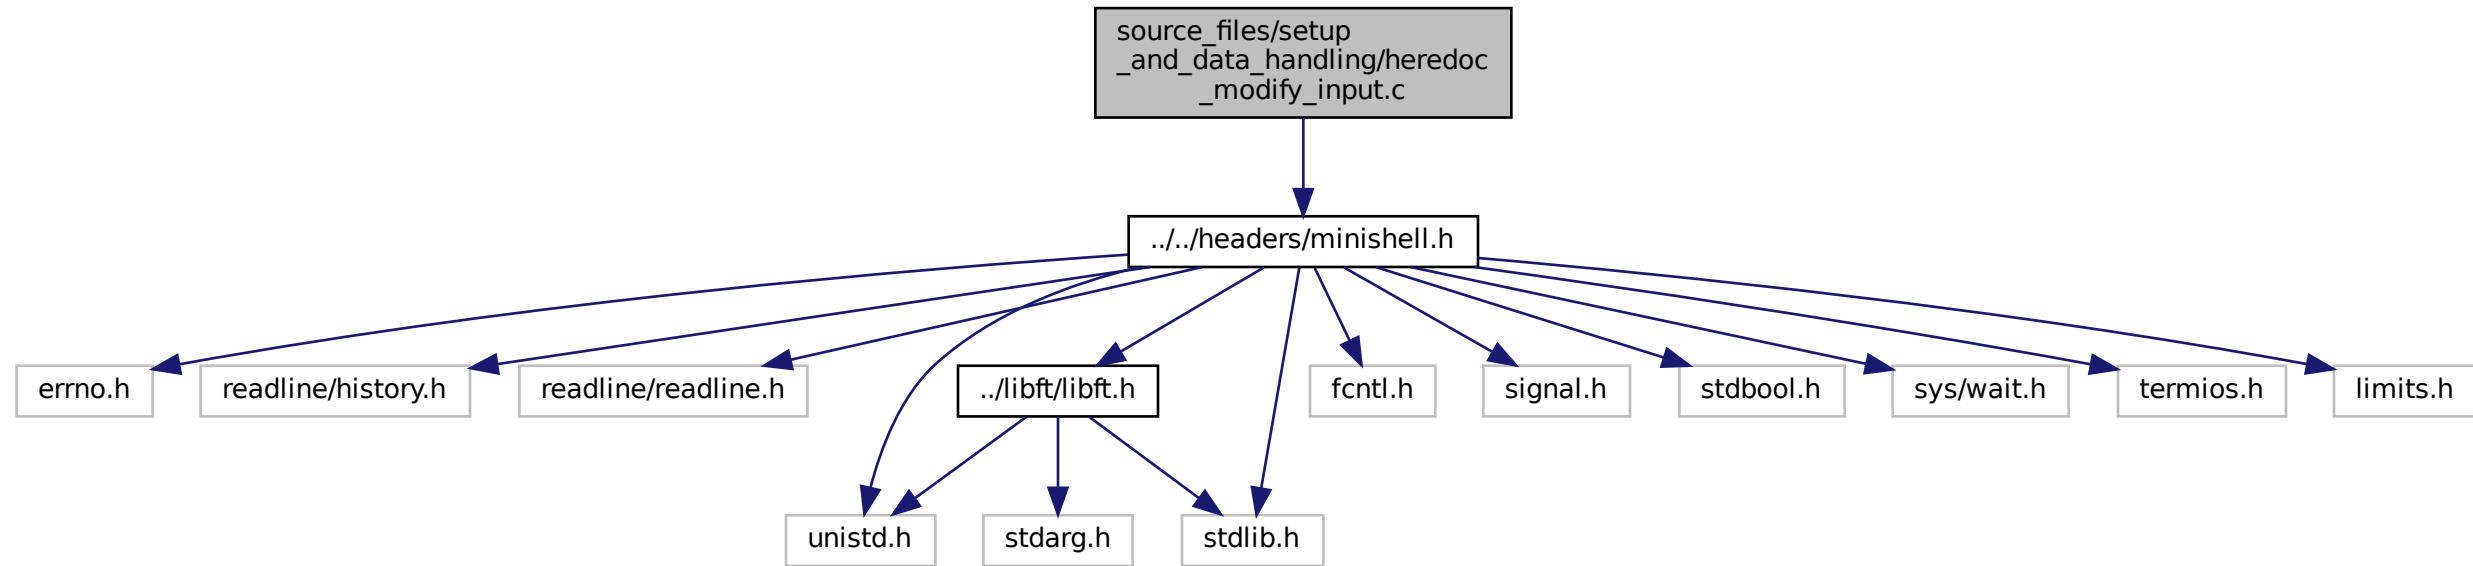 source_files/setup
_and_data_handling/heredoc
_modify_input.c
../../headers/minishell.h
errno.h
readline/history.h
readline/readline.h
../libft/libft.h
fcntl.h
signal.h
stdbool.h
sys/wait.h
termios.h
limits.h
unistd.h
stdarg.h
stdlib.h